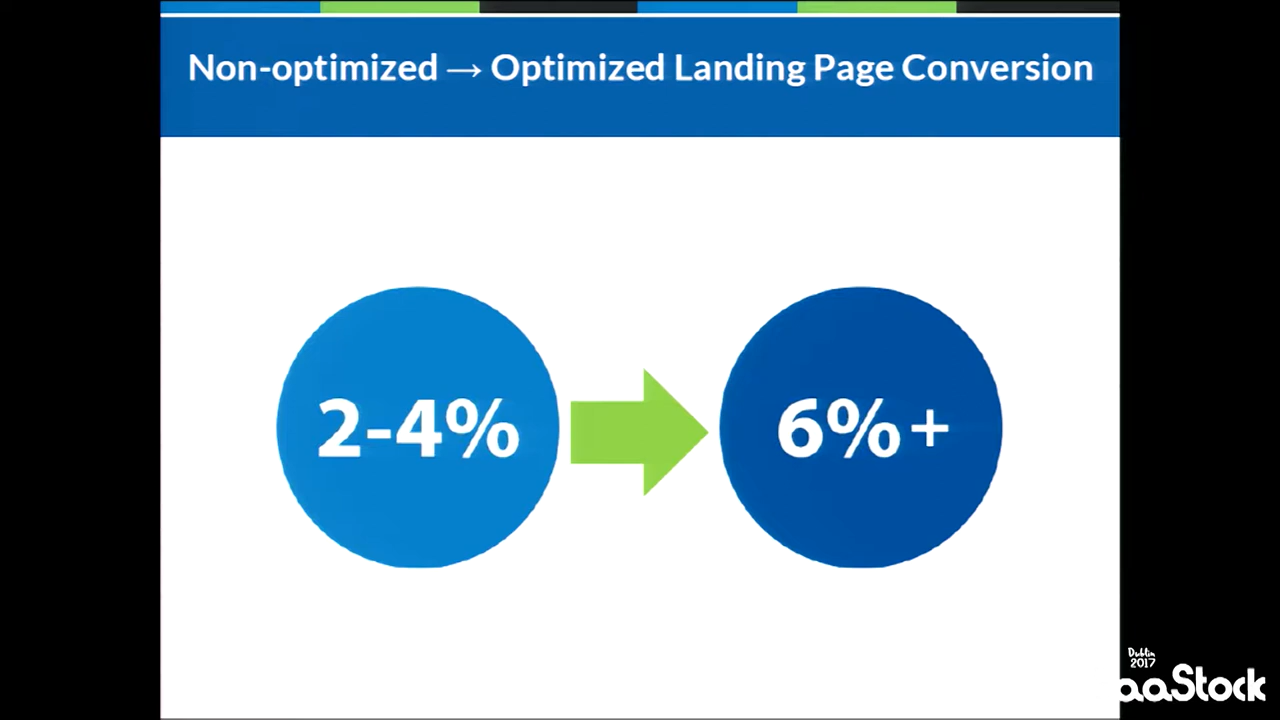 Non-optimized → Optimized Landing Page Conversion
2-4%
6%+
Dublin
2017
aaStock